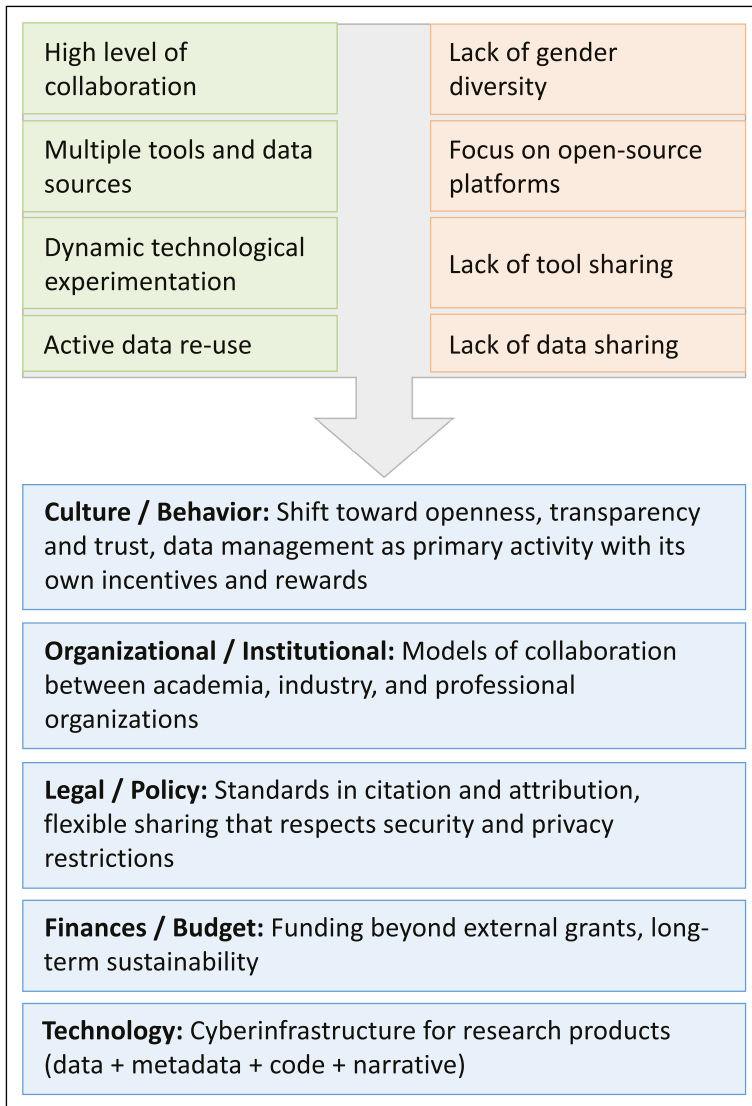 High level of
collaboration
Lack of gender
diversity
Multiple tools and data
sources
Focus on open-source
platforms
Dynamic technological
experimentation
Lack of tool sharing
Active data re-use
Lack of data sharing
Culture / Behavior: Shift toward openness, transparency
and trust, data management as primary activity with its
own incentives and rewards
Organizational / Institutional: Models of collaboration
between academia, industry, and professional
organizations
Legal / Policy: Standards in citation and attribution,
flexible sharing that respects security and privacy
restrictions
Finances / Budget: Funding beyond external grants, long-
term sustainability
Technology: Cyberinfrastructure for research products
(data + metadata + code + narrative)